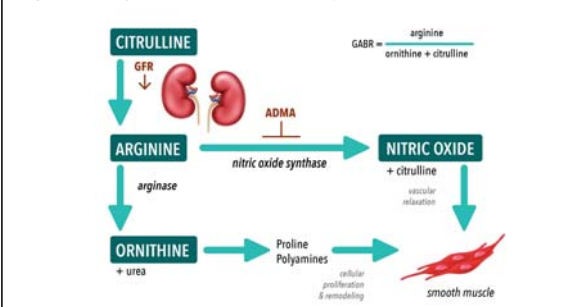 CITRULLINE
GFR
GABR = arginine
ornithine + citrulline
ADMA
ARGININE
nitric oxide synthase
NITRIC OXIDE
+ citrulline
arginase
vascular
relaxation
ORNITHINE
+ urea
Proline
Polyamines
cellular
proliferation
& remodeling
smooth muscle